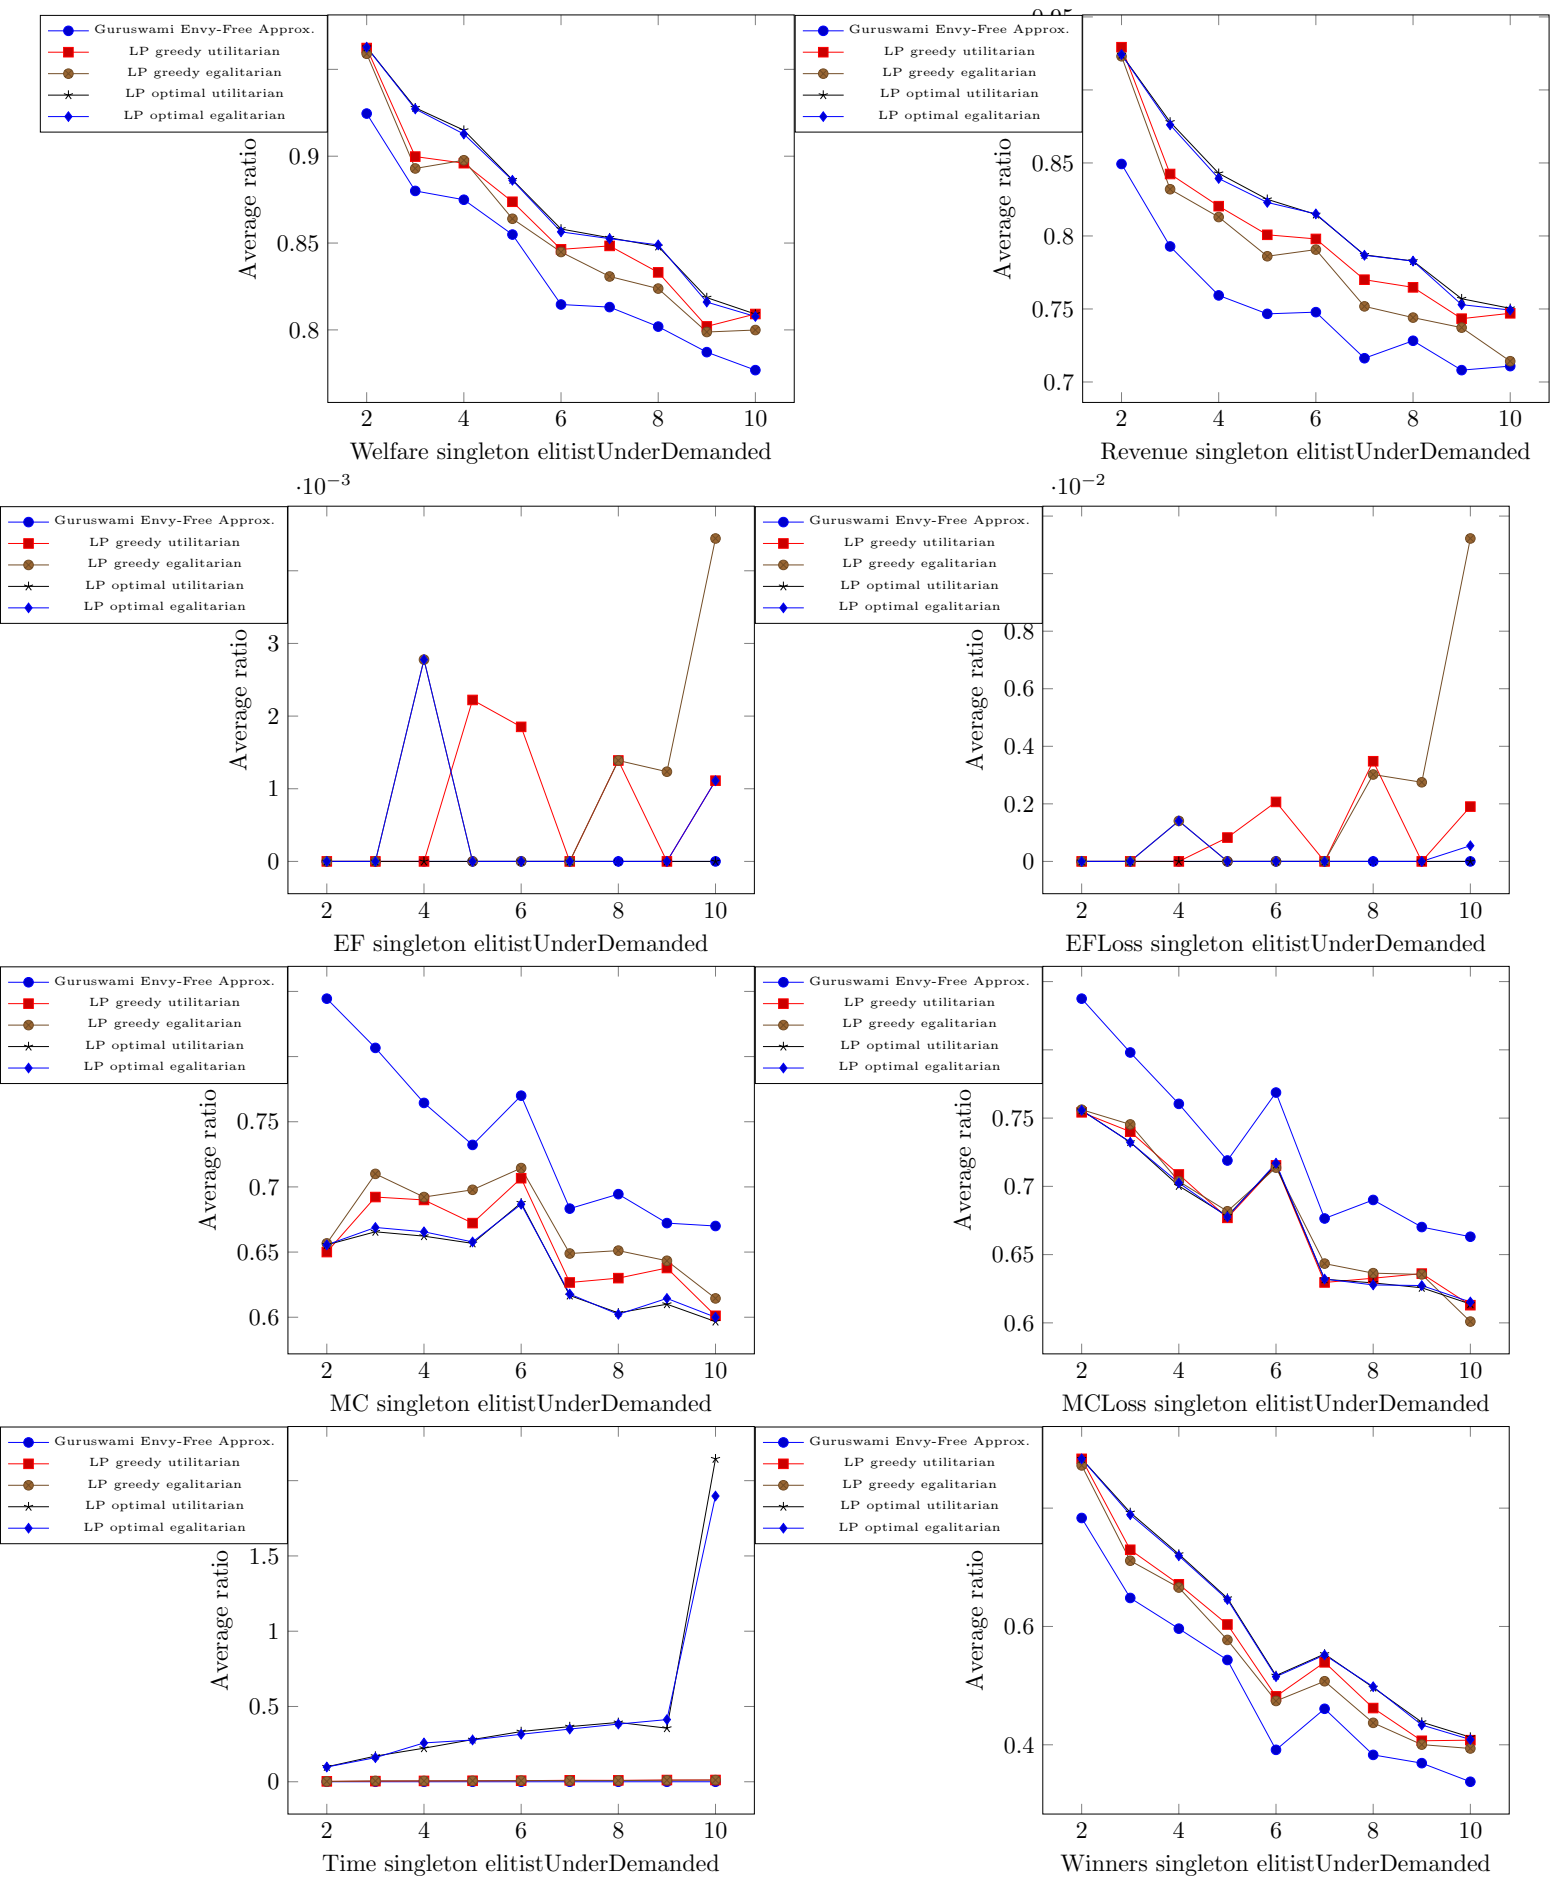 Guruswami Envy-Free Approx.
LP greedy utilitarian
LP greedy egalitarian
LP optimal utilitarian
LP optimal egalitarian
0.9
0.85
0.8
Average ratio
2 4 6 8 10
Welfare singleton elitistUnderDemanded
0.95
Guruswami Envy-Free Approx.
LP greedy utilitarian
LP greedy egalitarian
LP optimal utilitarian
LP optimal egalitarian
0.85
0.8
0.75
0.7
Average ratio
2 4 6 8 10
Revenue singleton elitistUnderDemanded
·10−3
Guruswami Envy-Free Approx.
LP greedy utilitarian
LP greedy egalitarian
LP optimal utilitarian
LP optimal egalitarian
3
2
1
0
Average ratio
2 4 6 8 10
EF singleton elitistUnderDemanded
·10−2
Guruswami Envy-Free Approx.
LP greedy utilitarian
LP greedy egalitarian
LP optimal utilitarian
LP optimal egalitarian
0.8
0.6
0.4
0.2
0
Average ratio
2 4 6 8 10
EFLoss singleton elitistUnderDemanded
Guruswami Envy-Free Approx.
LP greedy utilitarian
LP greedy egalitarian
LP optimal utilitarian
LP optimal egalitarian
0.75
0.7
0.65
0.6
Average ratio
2 4 6 8 10
MC singleton elitistUnderDemanded
Guruswami Envy-Free Approx.
LP greedy utilitarian
LP greedy egalitarian
LP optimal utilitarian
LP optimal egalitarian
0.75
0.7
0.65
0.6
Average ratio
2 4 6 8 10
MCLoss singleton elitistUnderDemanded
Guruswami Envy-Free Approx.
LP greedy utilitarian
LP greedy egalitarian
LP optimal utilitarian
LP optimal egalitarian
1.5
1
0.5
0
Average ratio
2 4 6 8 10
Time singleton elitistUnderDemanded
Guruswami Envy-Free Approx.
LP greedy utilitarian
LP greedy egalitarian
LP optimal utilitarian
LP optimal egalitarian
0.6
0.4
Average ratio
2 4 6 8 10
Winners singleton elitistUnderDemanded